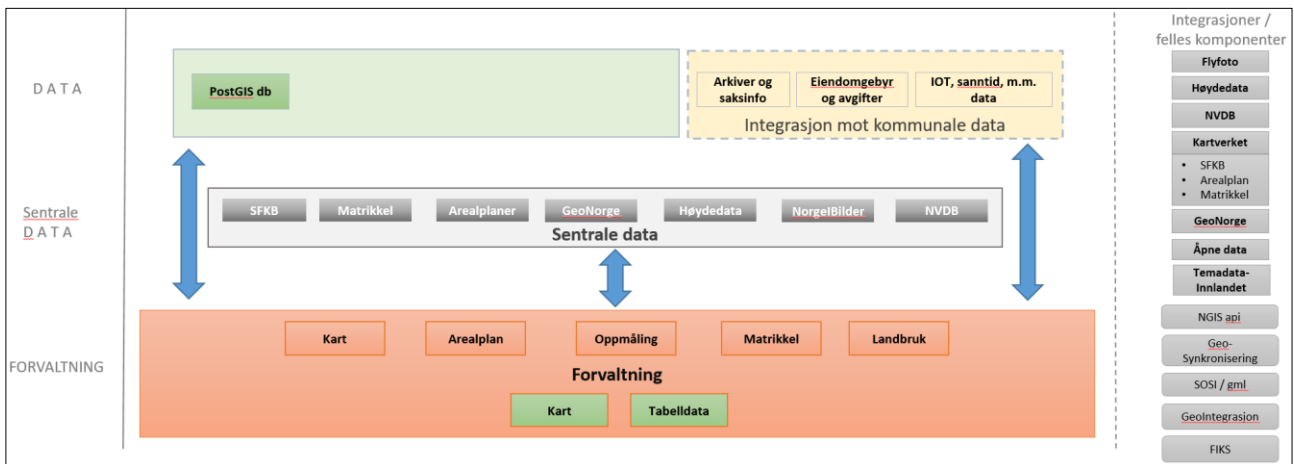 DATA
PostGIS db
Arkiver og
saksinfo
Eiendomgebyr
og avgifter
IOT, sanntid, m.m.
data
Integrasjon mot kommunale data
Sentrale
DATA
SFKB
Matrikkel
Arealplaner
GeoNorge
Høydedata
NorgeIBilder
NVDB
Sentrale data
FORVALTNING
Kart
Arealplan
Oppmåling
Matrikkel
Landbruk
Forvaltning
Kart
Tabelldata
Integrasjoner /
felles komponenter
Flyfoto
Høydedata
NVDB
Kartverket
• SFKB
• Arealplan
• Matrikkel
GeoNorge
Åpne data
Temadata-
Innlandet
NGIS api
Geo-
Synkronisering
SOSI / gml
GeoIntegrasjon
FIKS